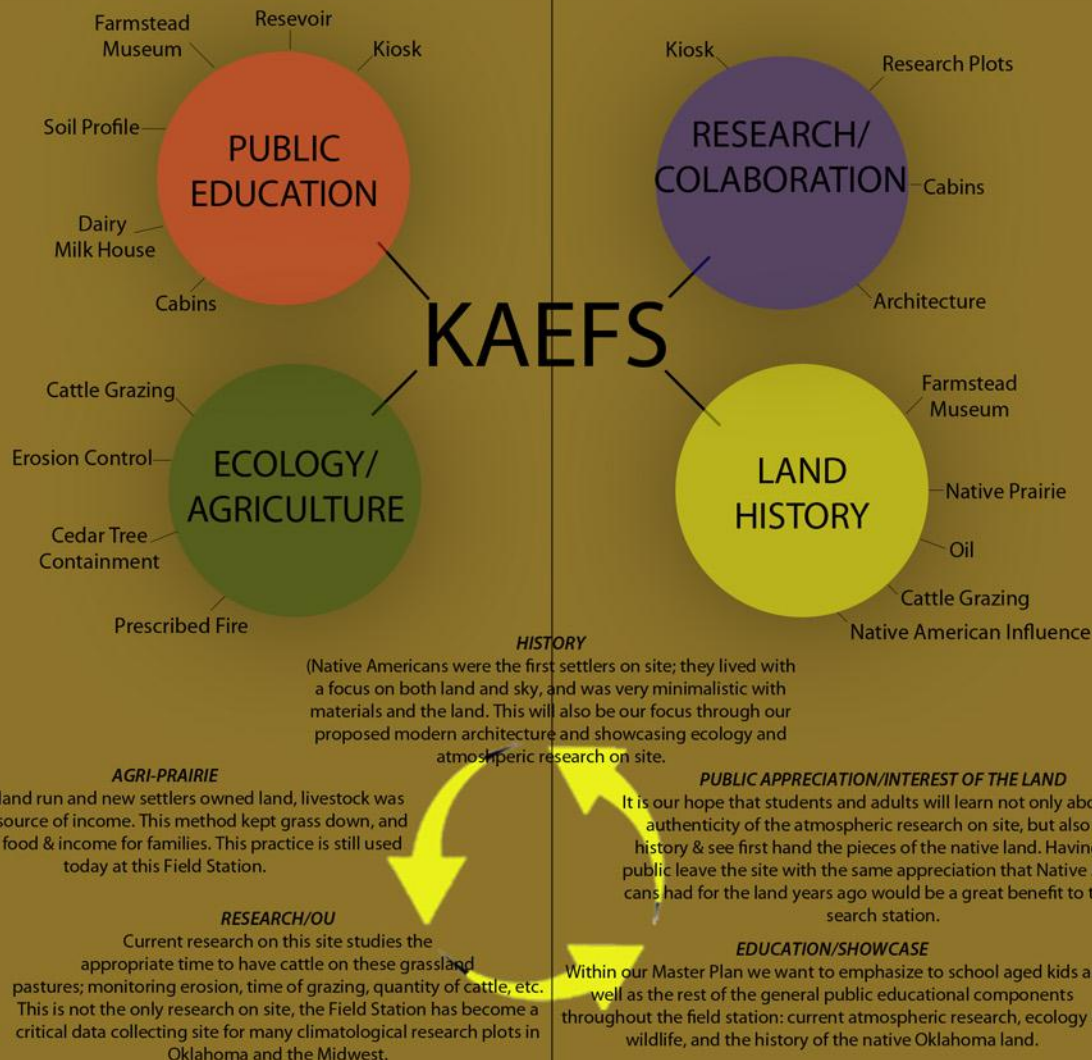 Farmstead
Museum
Resevoir
Kiosk
Soil Profile
Dairy
Milk House
Cabins
PUBLIC
EDUCATION
Kiosk
Research Plots
Cabins
Architecture
RESEARCH/
COLABORATION
KAEFS
Cattle Grazing
Erosion Control
Cedar Tree
Containment
Prescribed Fire
ECOLOGY/
AGRICULTURE
Farmstead
Museum
Native Prairie
Oil
Cattle Grazing
Native American Influence
LAND
HISTORY
HISTORY
(Native Americans were the first settlers on site; they lived with
a focus on both land and sky, and was very minimalistic with
materials and the land. This will also be our focus through our
proposed modern architecture and showcasing ecology and
atmoshperic research on site.
AGRI-PRAIRIE
land run and new settlers owned land, livestock was
source of income. This method kept grass down, and
food & income for families. This practice is still used
today at this Field Station.
RESEARCH/OU
Current research on this site studies the
appropriate time to have cattle on these grassland
pastures; monitoring erosion, time of grazing, quantity of cattle, etc.
This is not the only research on site, the Field Station has become a
critical data collecting site for many climatological research plots in
Oklahoma and the Midwest.
PUBLIC APPRECIATION/INTEREST OF THE LAND
It is our hope that students and adults will learn not only
authenticity of the atmospheric research on site, but also
history & see first hand the pieces of the native land.
public leave the site with the same appreciation that Native
cans had for the land years ago would be a great benefit to
search station.
EDUCATION/SHOWCASE
Within our Master Plan we want to emphasize to school aged kids
well as the rest of the general public educational components
throughout the field station: current atmospheric research, ecology
wildlife, and the history of the native Oklahoma land.